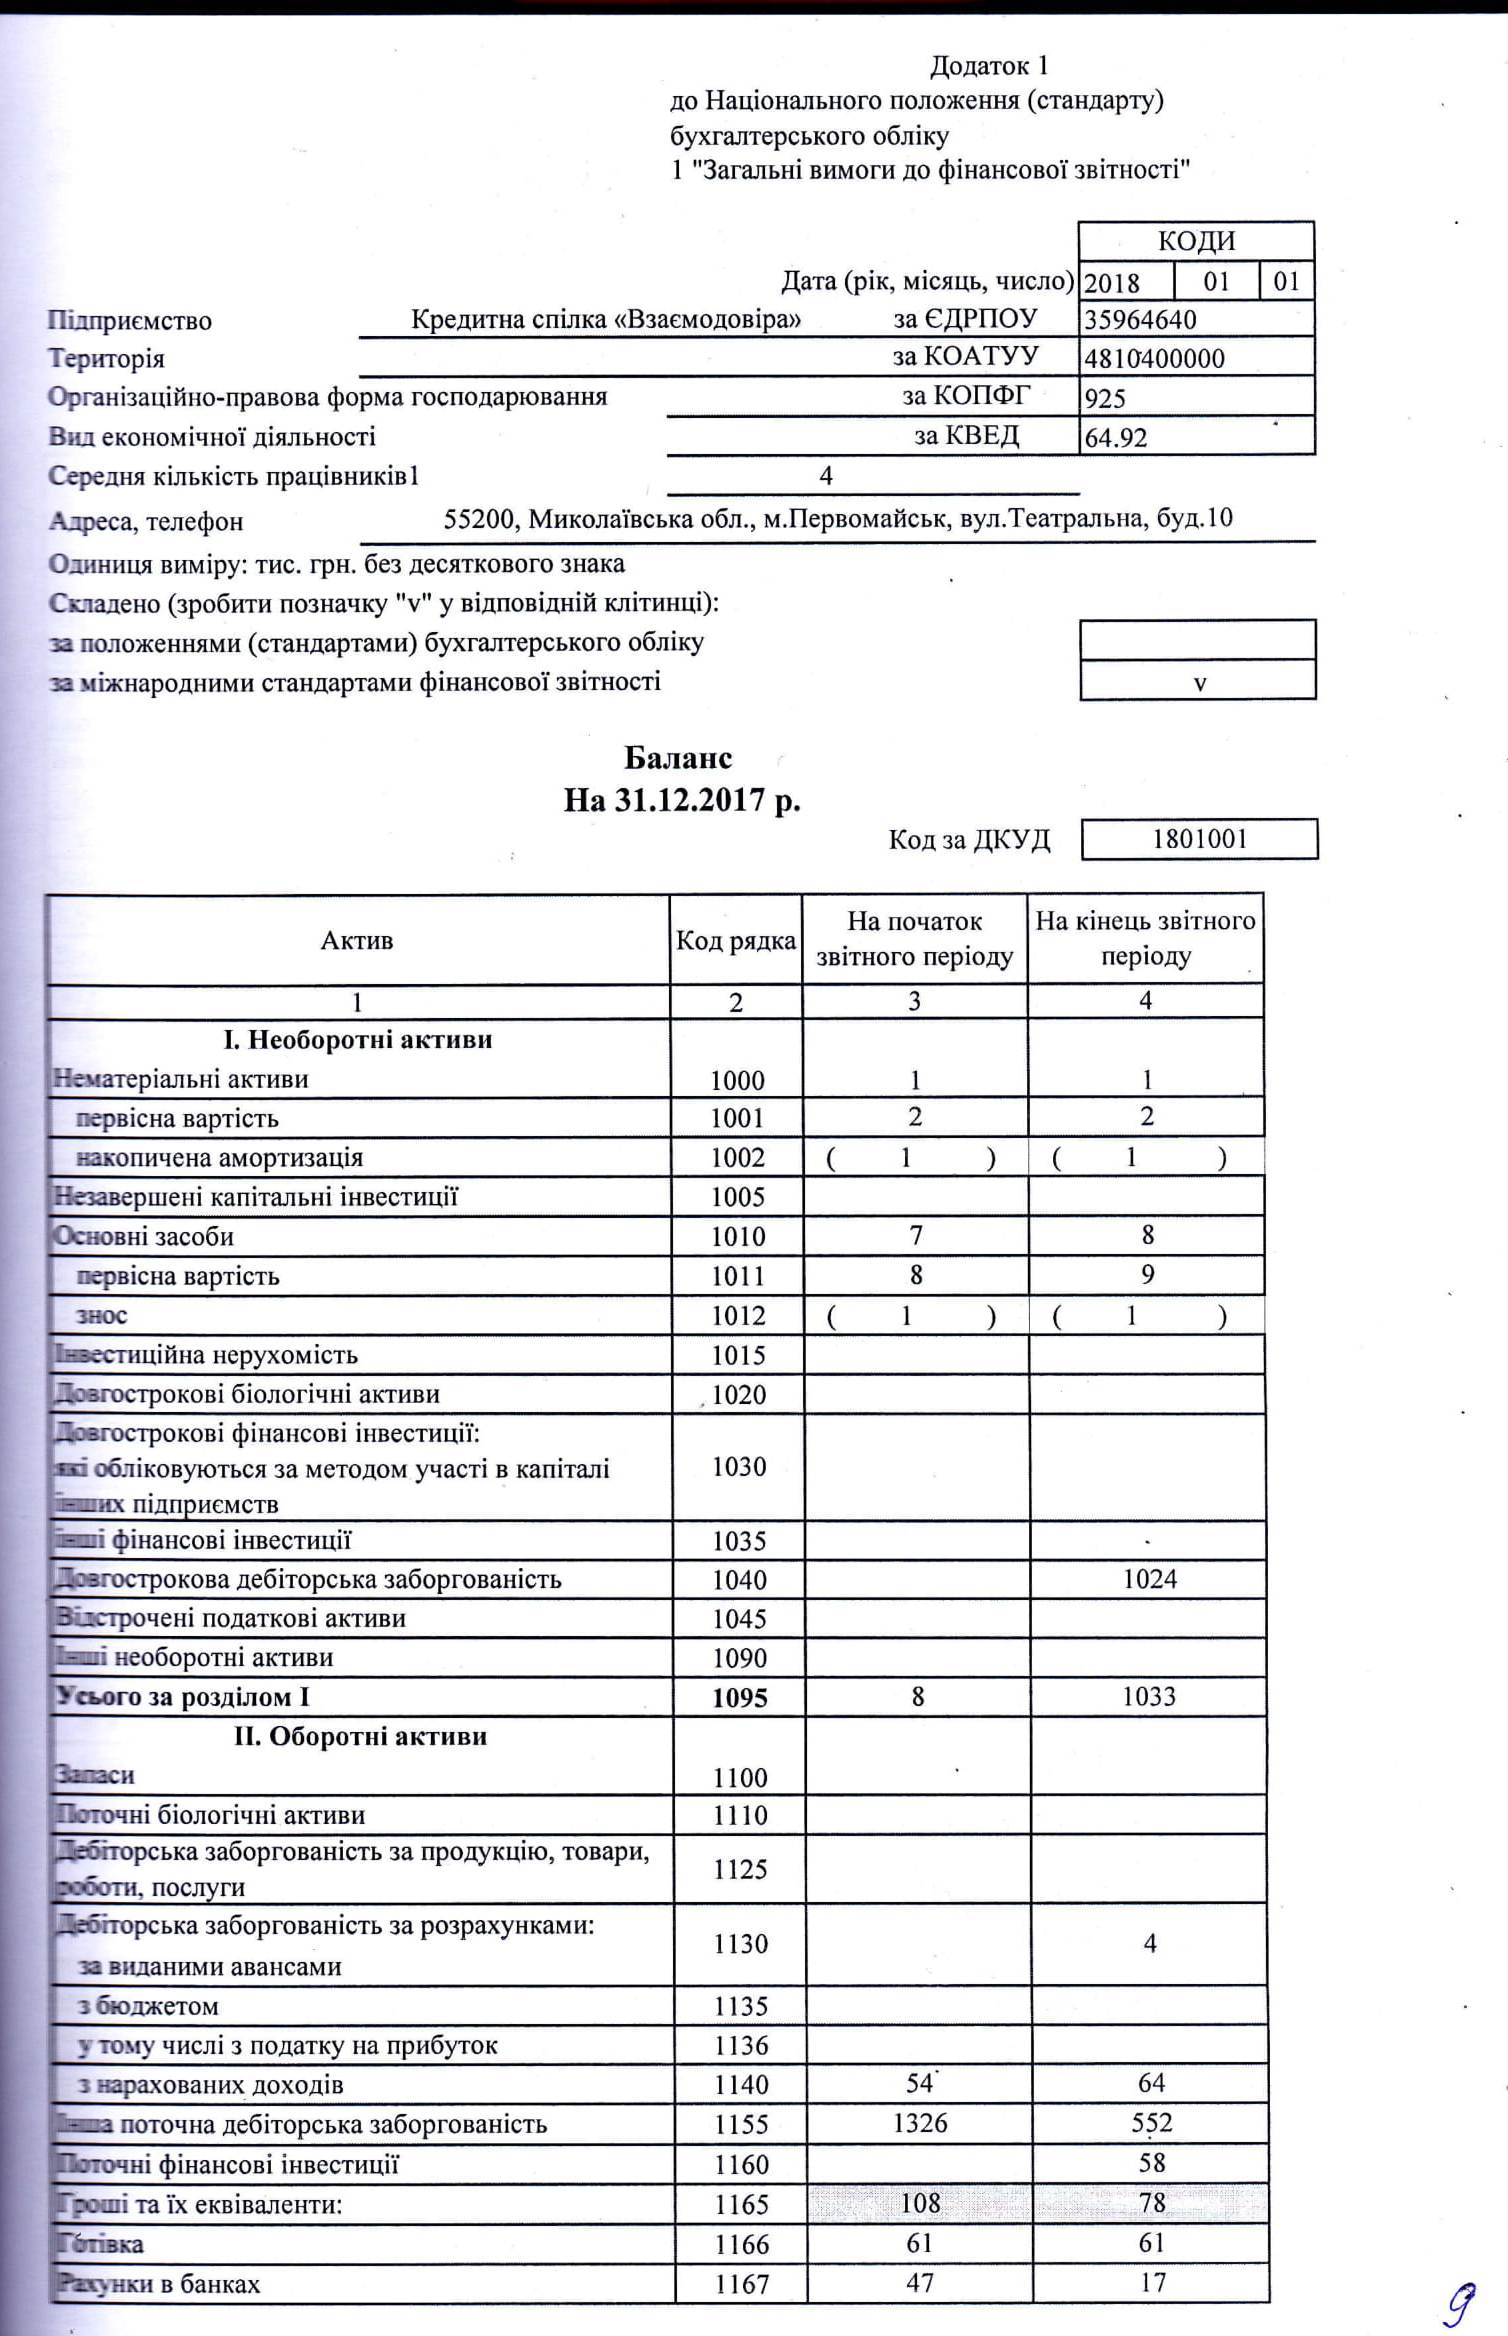 Додаток 1
до Національного положення (стандарту)
бухгалтерського обліку
1 "Загальні вимоги до фінансової звітності"
КОДИ
Дата (рік, місяць, число) 2018 01 01
Підприємство Кредитна спілка «Взаємодовіра» за ЄДРПОУ 35964640
Територія за КОАТУУ 4810400000
Організаційно-правова форма господарювання за КОПФГ 925
Вид економічної діяльності за КВЕД 64.92
Середня кількість працівників1 4
Адреса, телефон 55200, Миколаївська обл., м.Первомайськ, вул.Театральна, буд.10
Одиниця виміру: тис. грн. без десяткового знака
Складено (зробити позначку "v" у відповідній клітинці):
за положеннями (стандартами) бухгалтерського обліку
за міжнародними стандартами фінансової звітності v
Баланс
На 31.12.2017 р.
Код за ДКУД 1801001
Актив Код рядка На початок звітного періоду На кінець звітного періоду
1 2 3 4
I. Необоротні активи
Нематеріальні активи 1000 1 1
первісна вартість 1001 2 2
накопичена амортизація 1002 ( 1 ) ( 1 )
Незавершені капітальні інвестиції 1005
Основні засоби 1010 7 8
первісна вартість 1011 8 9
знос 1012 ( 1 ) ( 1 )
Інвестиційна нерухомість 1015
Довгострокові біологічні активи 1020
Довгострокові фінансові інвестиції:
які обліковуються за методом участі в капіталі 1030
інших підприємств
інші фінансові інвестиції 1035
Довгострокова дебіторська заборгованість 1040 1024
Відстрочені податкові активи 1045
Інші необоротні активи 1090
Усього за розділом I 1095 8 1033
II. Оборотні активи
Запаси 1100
Поточні біологічні активи 1110
Дебіторська заборгованість за продукцію, товари, 1125
роботи, послуги
Дебіторська заборгованість за розрахунками: 1130 4
за виданими авансами
з бюджетом 1135
у тому числі з податку на прибуток 1136
з нарахованих доходів 1140 54 64
Інша поточна дебіторська заборгованість 1155 1326 552
Поточні фінансові інвестиції 1160 58
Гроші та їх еквіваленти: 1165 108 78
Готівка 1166 61 61
Рахунки в банках 1167 47 17
9